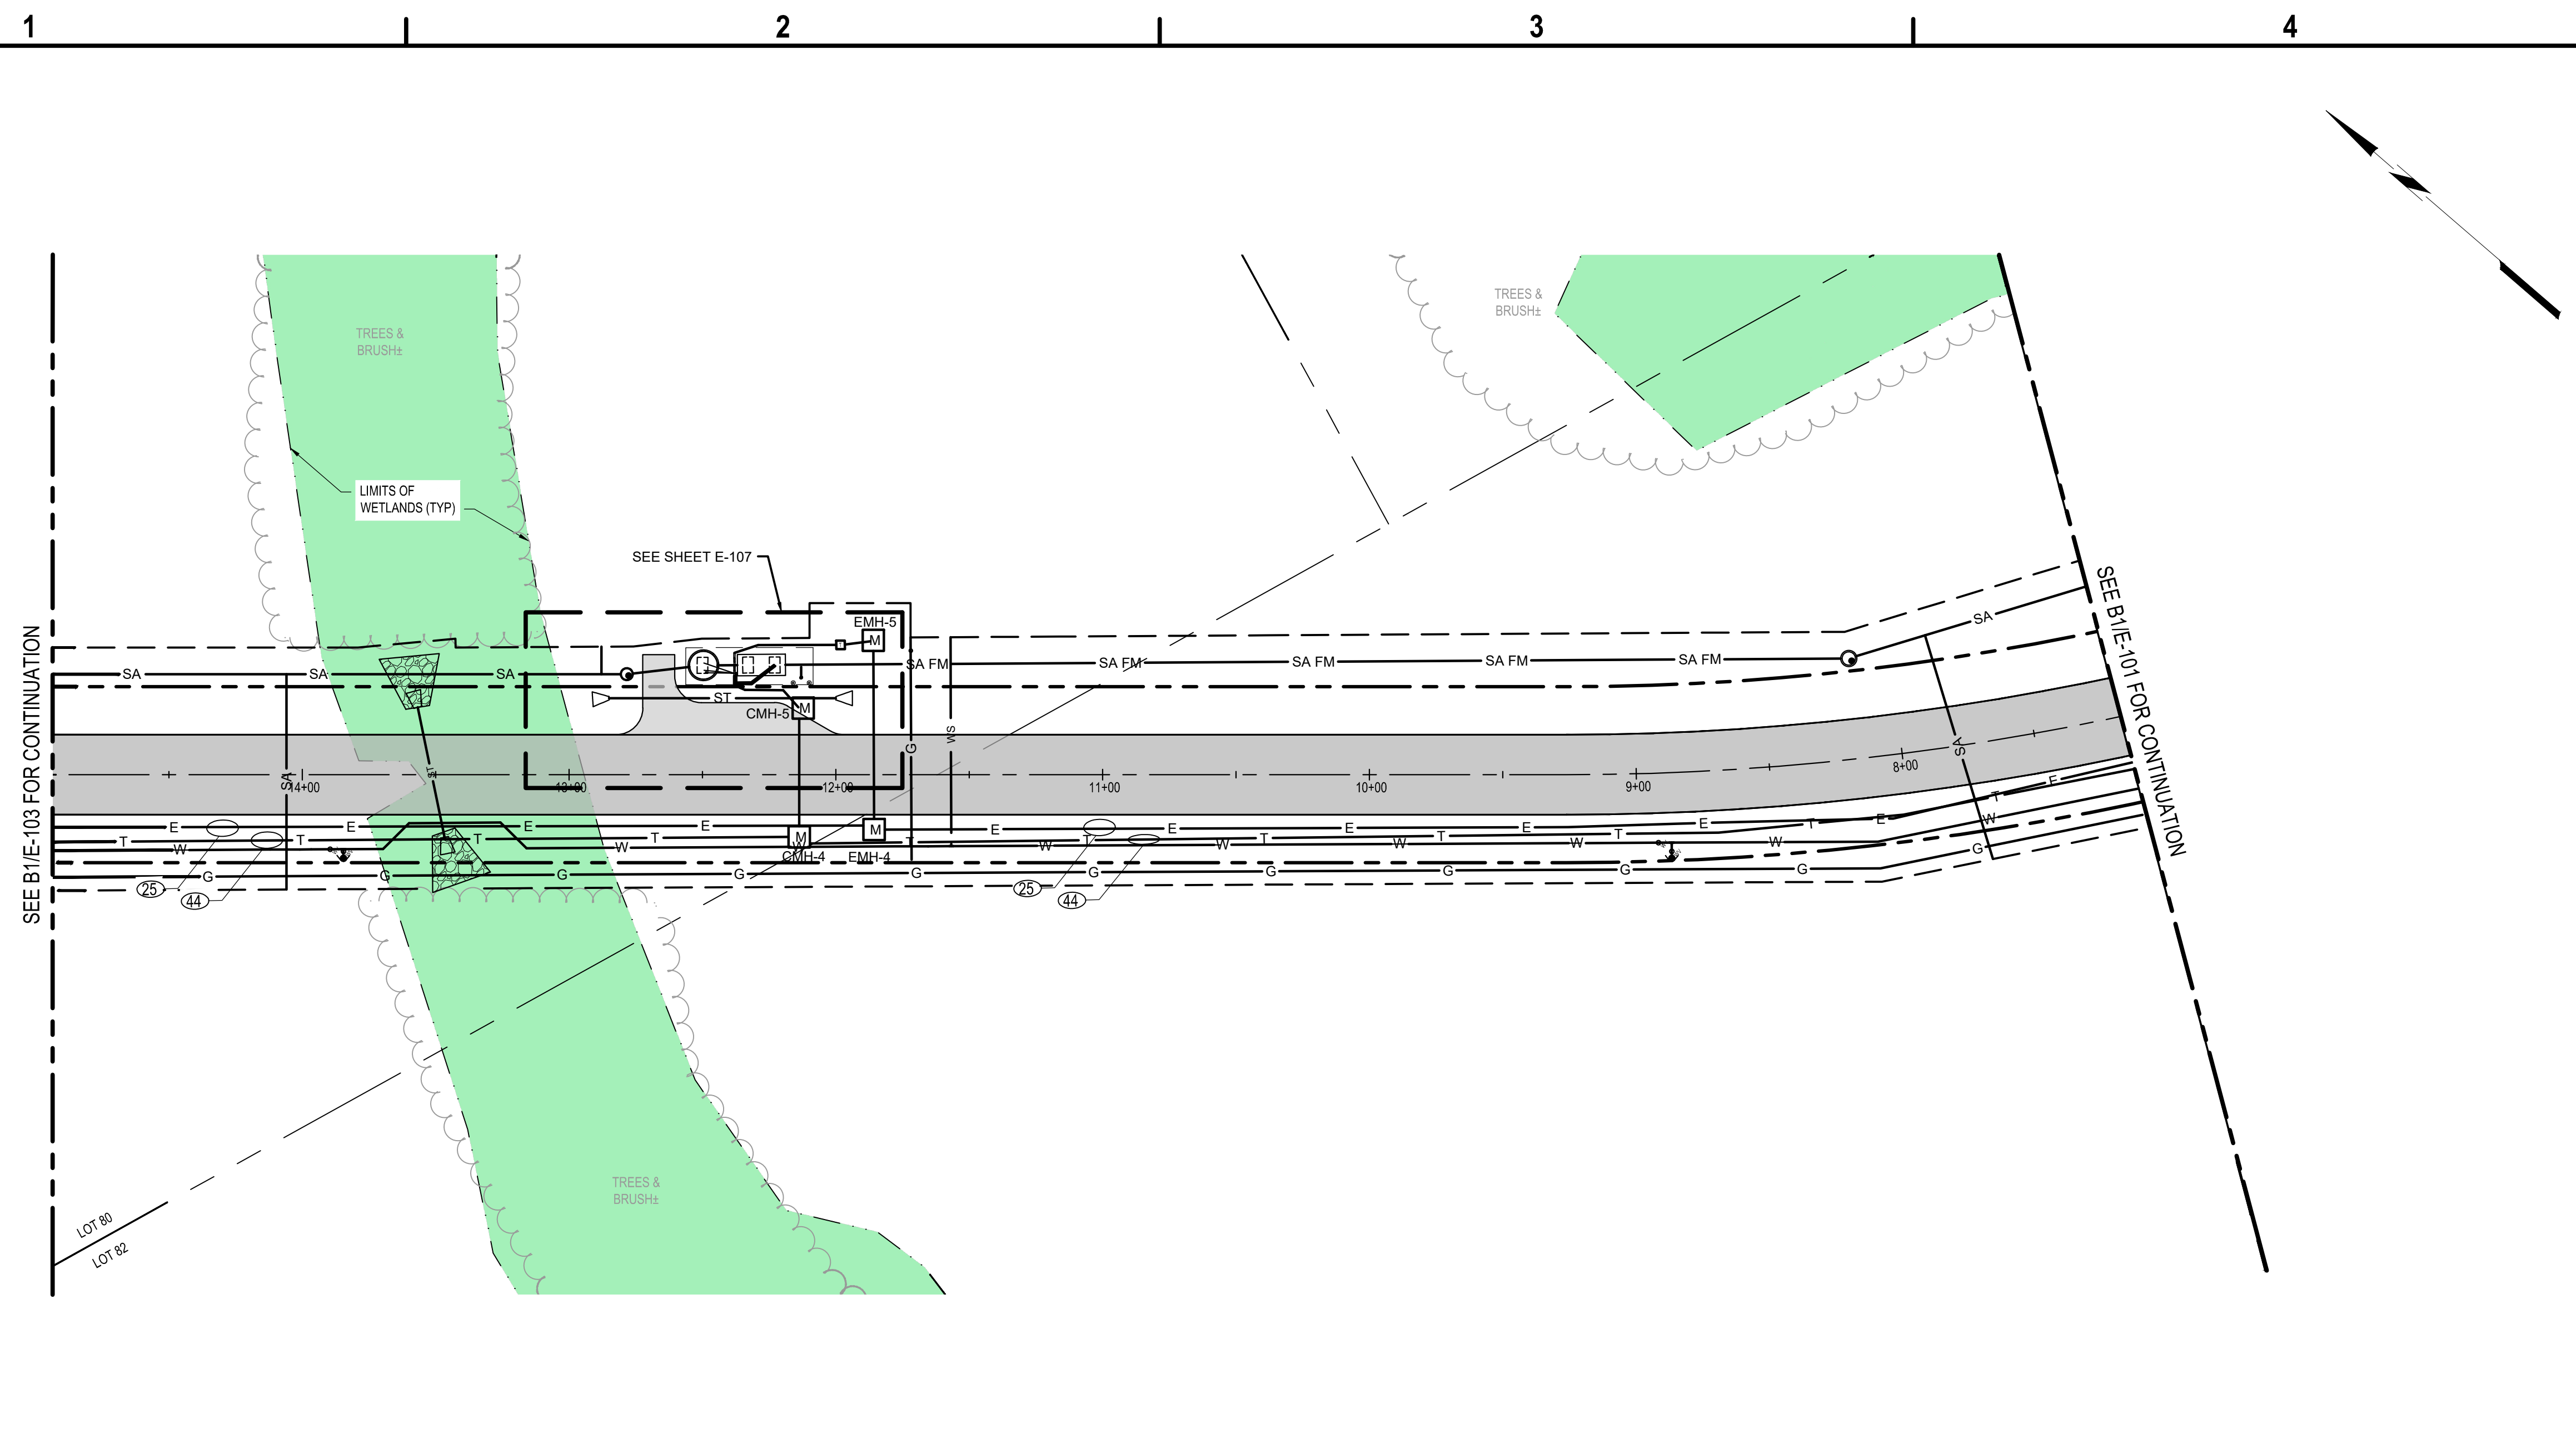 1
2
3
4
TREES &
BRUSH±
TREES &
BRUSH±
LIMITS OF
WETLANDS (TYP)
SEE SHEET E-107
EMH-5
M
SA
SA
SA
SA FM
SA FM
SA FM
SA FM
SA FM
SA
ST
CMH-5
M
G
WS
SA
ST
SA
14+00
13+00
12+00
11+00
10+00
9+00
8+00
E
E
E
E
E
E
E
E
E
E
E
T
T
T
T
T
T
T
T
T
T
T
W
W
W
W
W
W
W
W
W
W
M
M
CMH-4
EMH-4
G
G
G
G
G
G
G
G
G
G
G
25
44
25
44
SEE B1/E-103 FOR CONTINUATION
SEE B1/E-101 FOR CONTINUATION
TREES &
BRUSH±
LOT 80
LOT 82